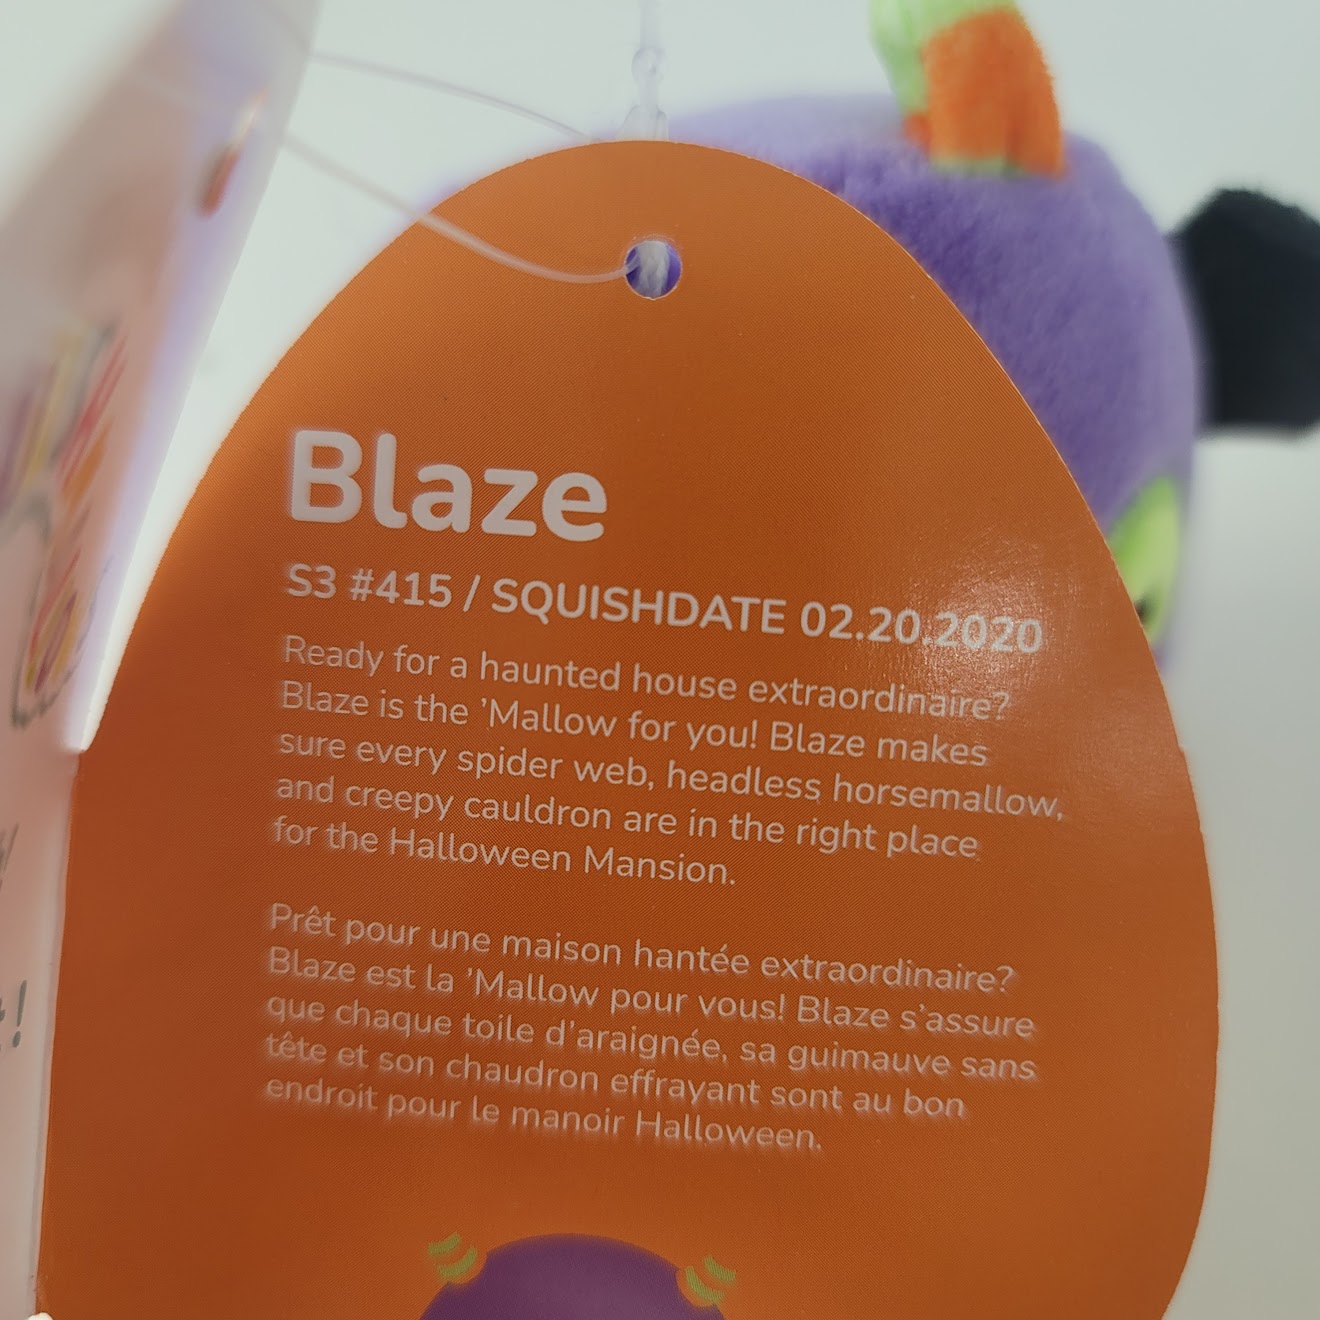 Blaze
S3 #415 / SQUISHDATE 02.20.2020
Ready for a haunted house extraordinaire?
Blaze is the 'Mallow for you! Blaze makes
sure every spider web, headless horsemallow,
and creepy cauldron are in the right place
for the Halloween Mansion.
Prêt pour une maison hantée extraordinaire?
Blaze est la 'Mallow pour vous! Blaze s'assure
que chaque toile d'araignée, sa guimauve sans
tête et son chaudron effrayant sont au bon
endroit pour le manoir Halloween.